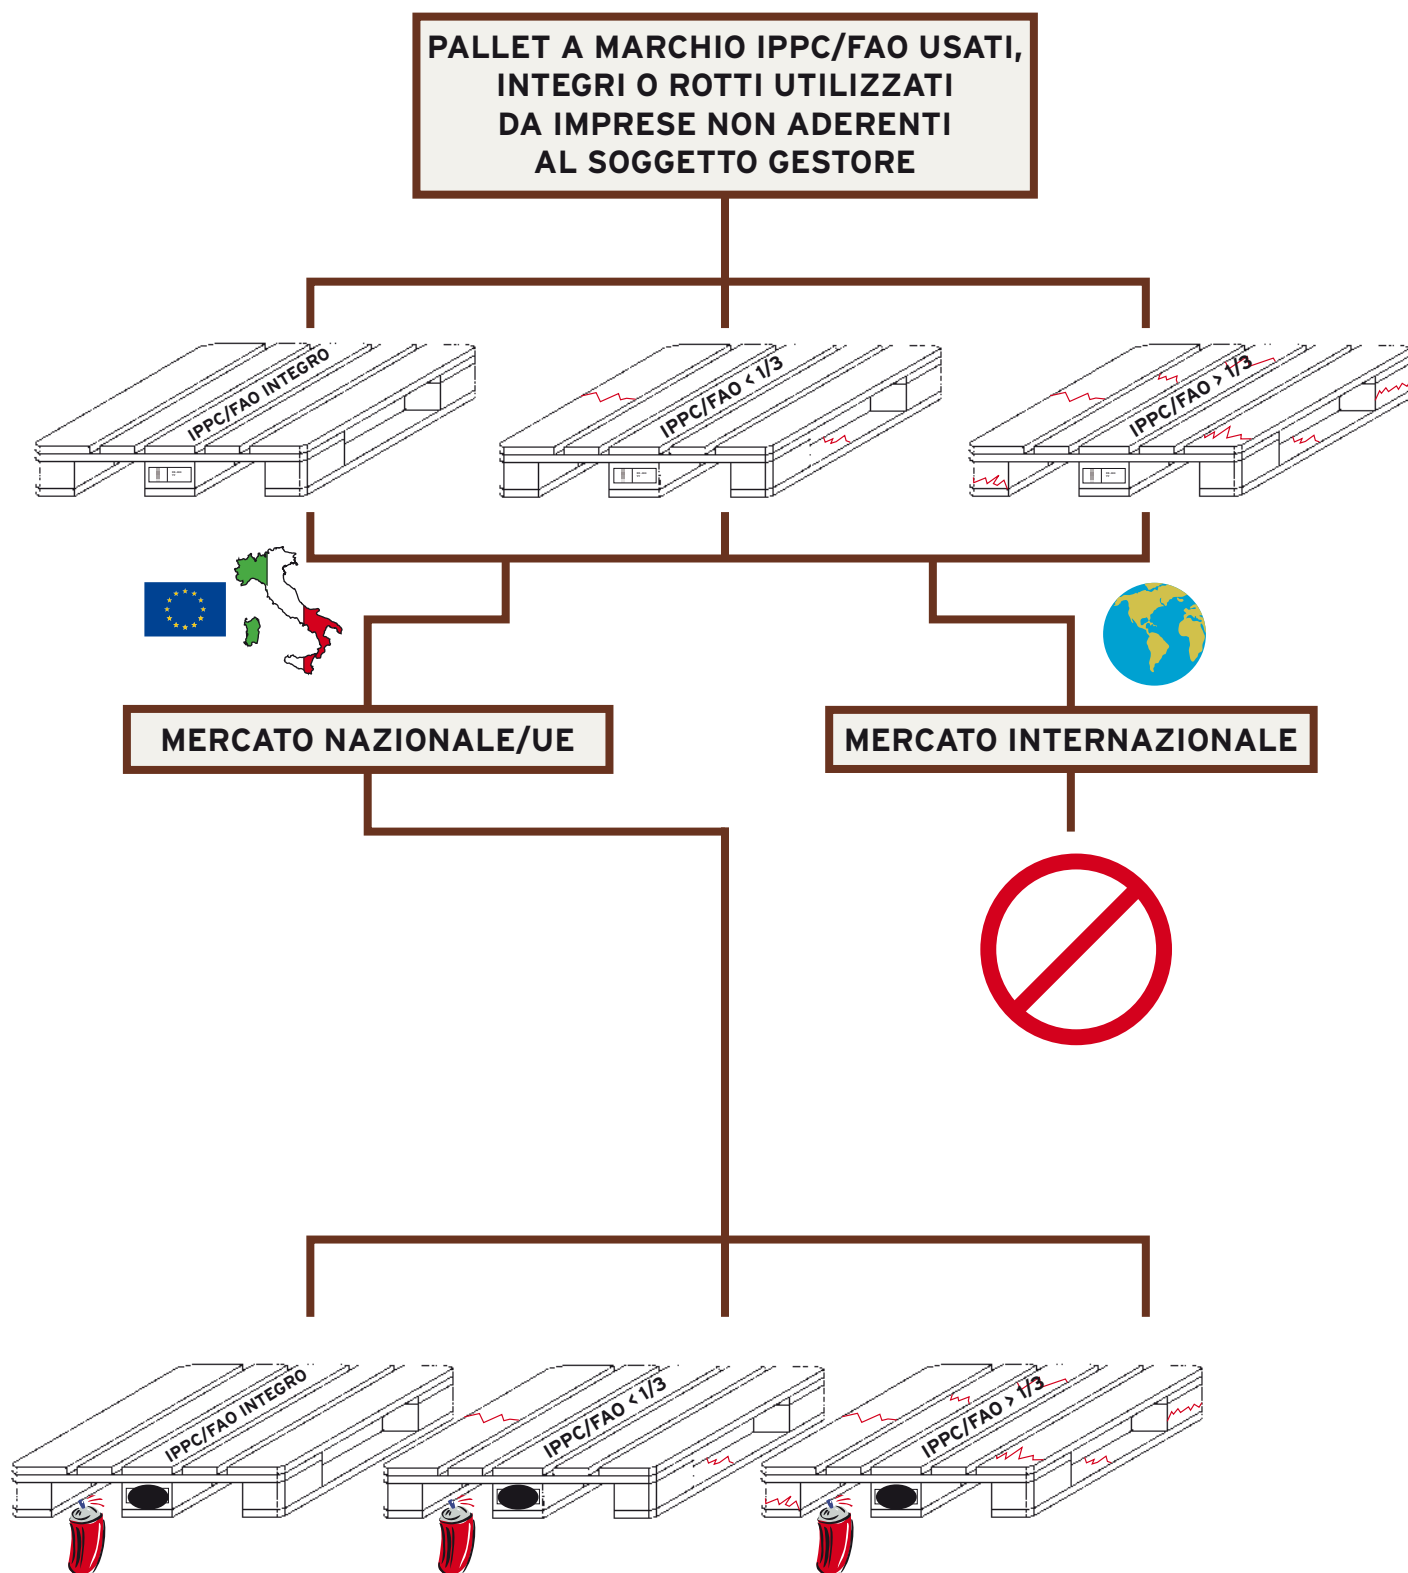 PALLET A MARCHIO IPPC/FAO USATI,
INTEGRI O ROTTI UTILIZZATI
DA IMPRESE NON ADERENTI
AL SOGGETTO GESTORE
IPPC/FAO INTEGRO
IPPC/FAO < 1/3
IPPC/FAO > 1/3
MERCATO NAZIONALE/UE
MERCATO INTERNAZIONALE
IPPC/FAO INTEGRO
IPPC/FAO < 1/3
IPPC/FAO > 1/3